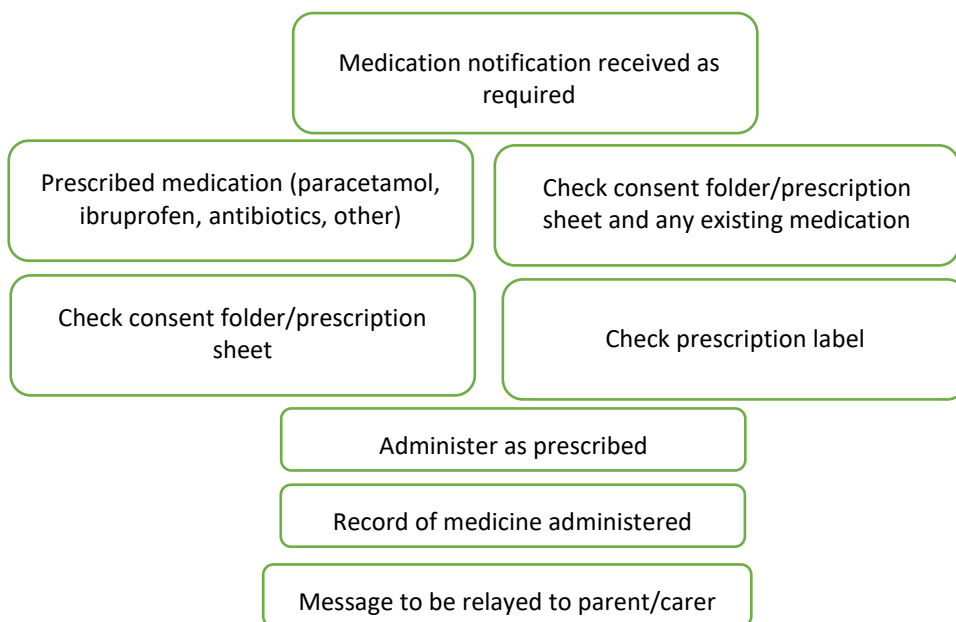 Medication notification received as
required
Prescribed medication (paracetamol,
ibruprofen, antibiotics, other)
Check consent folder/prescription
sheet and any existing medication
Check consent folder/prescription
sheet
Check prescription label
Administer as prescribed
Record of medicine administered
Message to be relayed to parent/carer